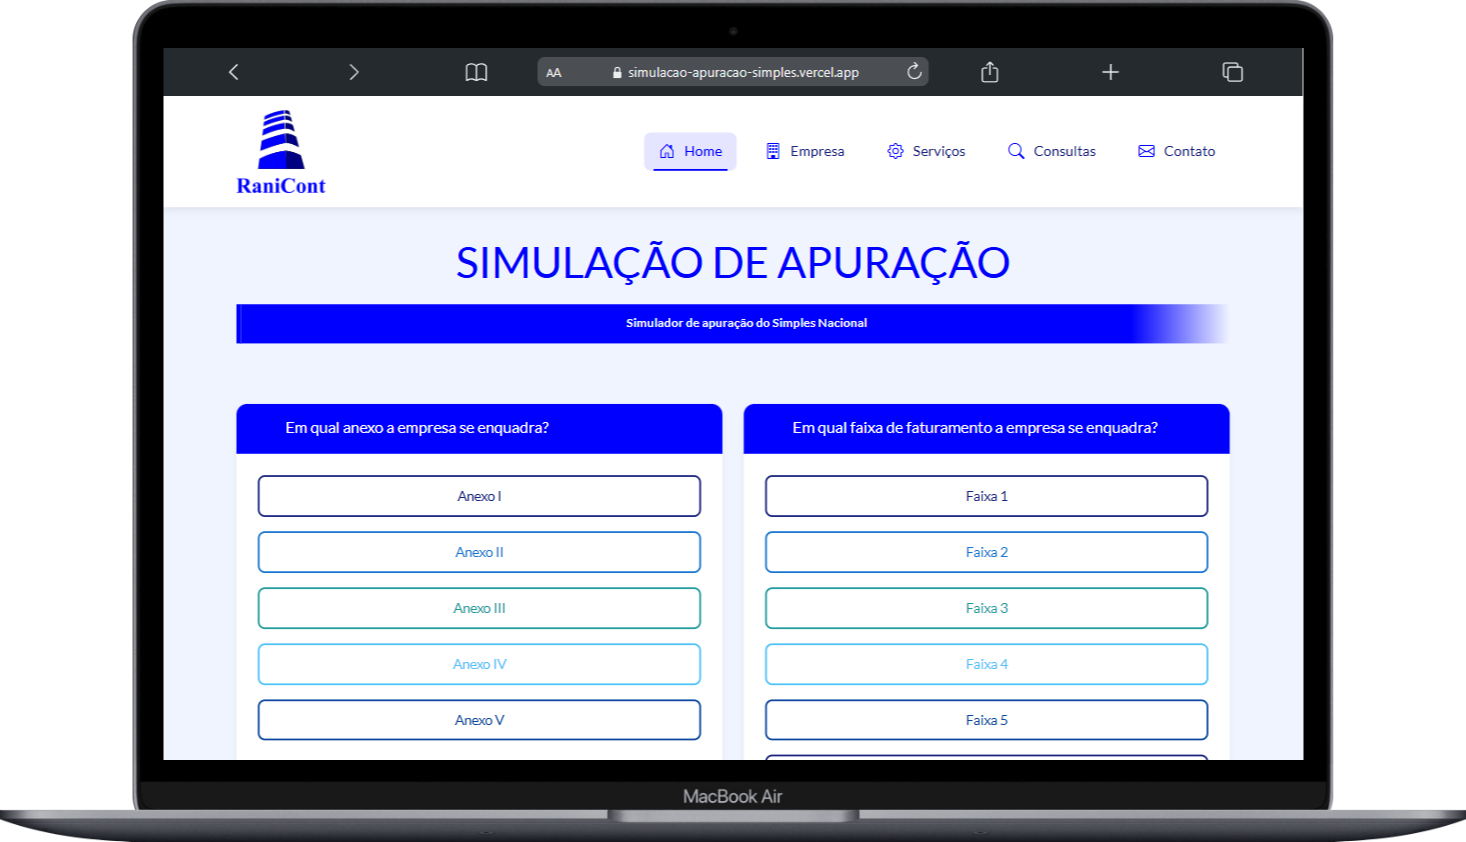 AA simulacao-apuracao-simples.vercel.app
RaniCont
Home Empresa Serviços Consultas Contato
SIMULAÇÃO DE APURAÇÃO
Simulador de apuração do Simples Nacional
Em qual anexo a empresa se enquadra?
Anexo I
Anexo II
Anexo III
Anexo IV
Anexo V
Em qual faixa de faturamento a empresa se enquadra?
Faixa 1
Faixa 2
Faixa 3
Faixa 4
Faixa 5
MacBook Air